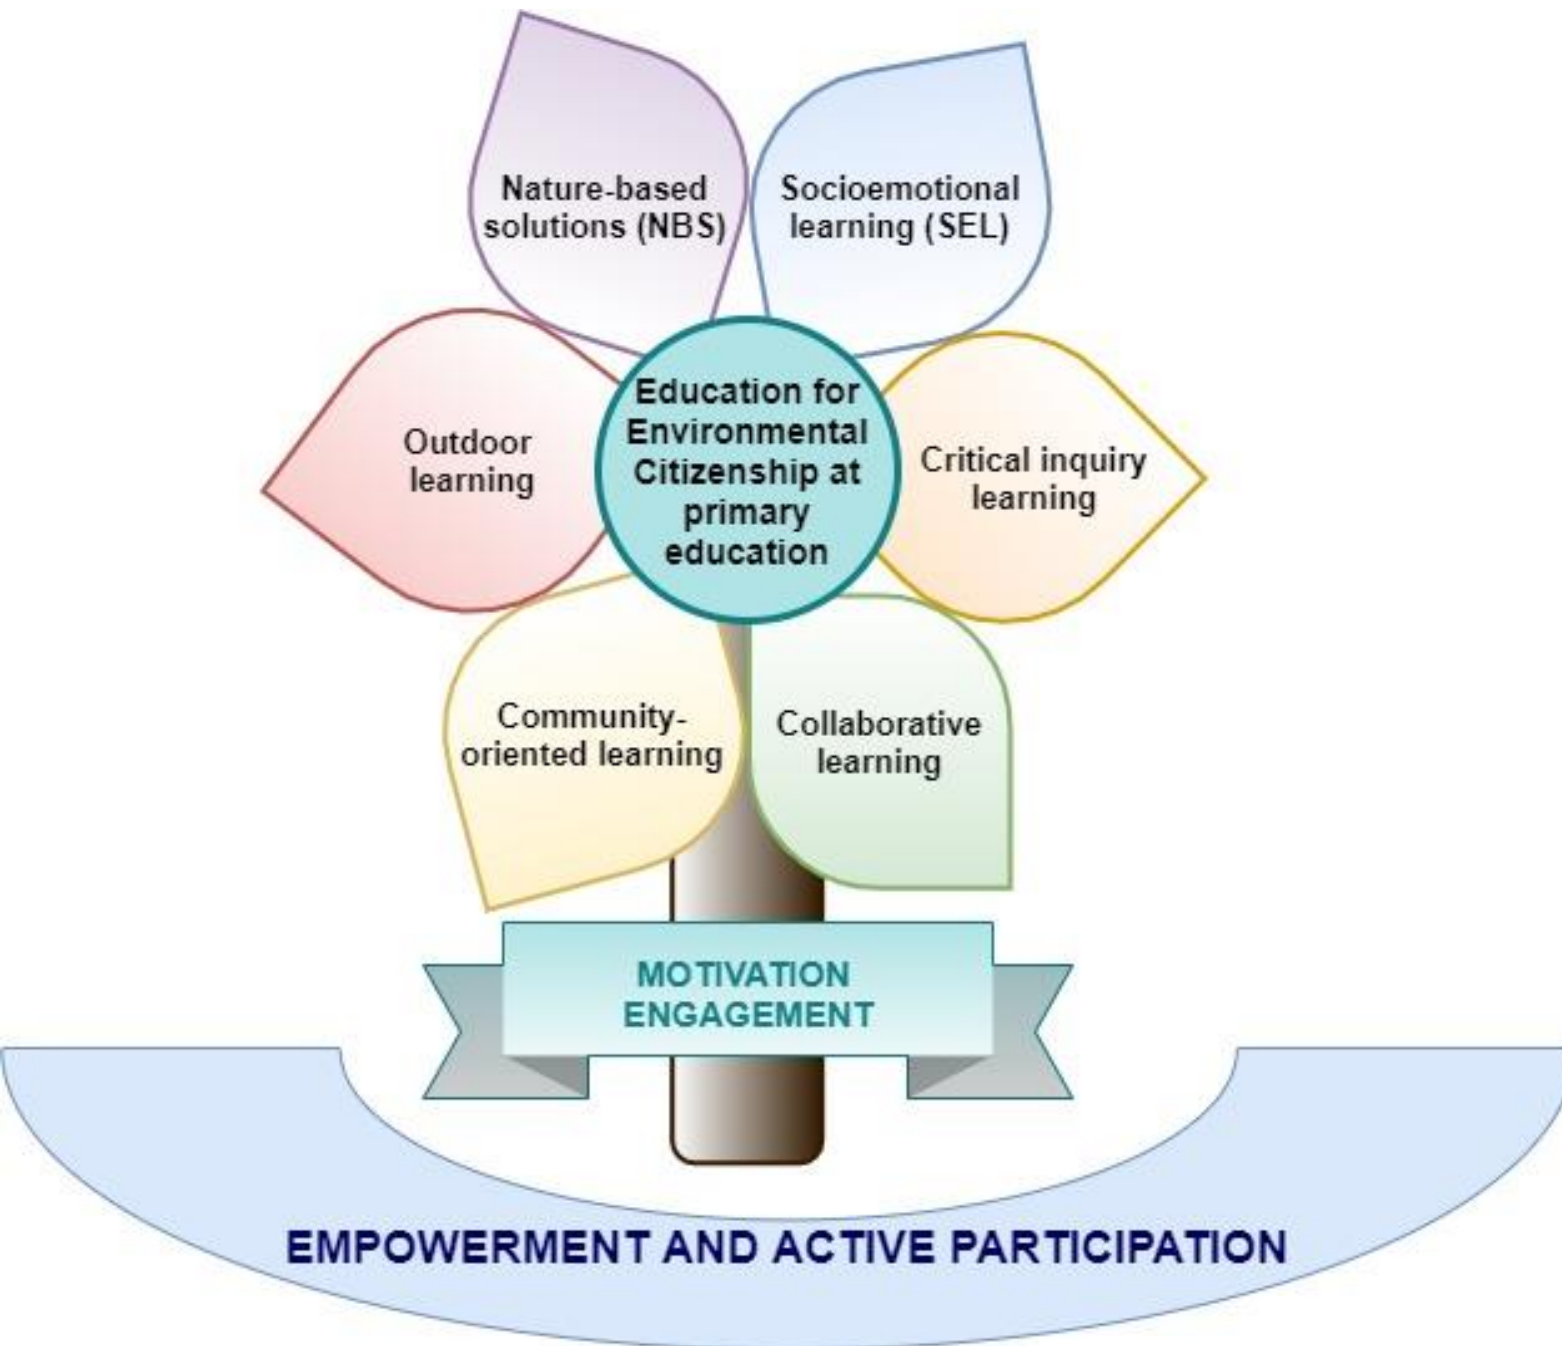 Nature-based
solutions (NBS)
Socioemotional
learning (SEL)
Outdoor
learning
Education for
Environmental
Citizenship at
primary
education
Critical inquiry
learning
Community-
oriented learning
Collaborative
learning
MOTIVATION
ENGAGEMENT
EMPOWERMENT AND ACTIVE PARTICIPATION